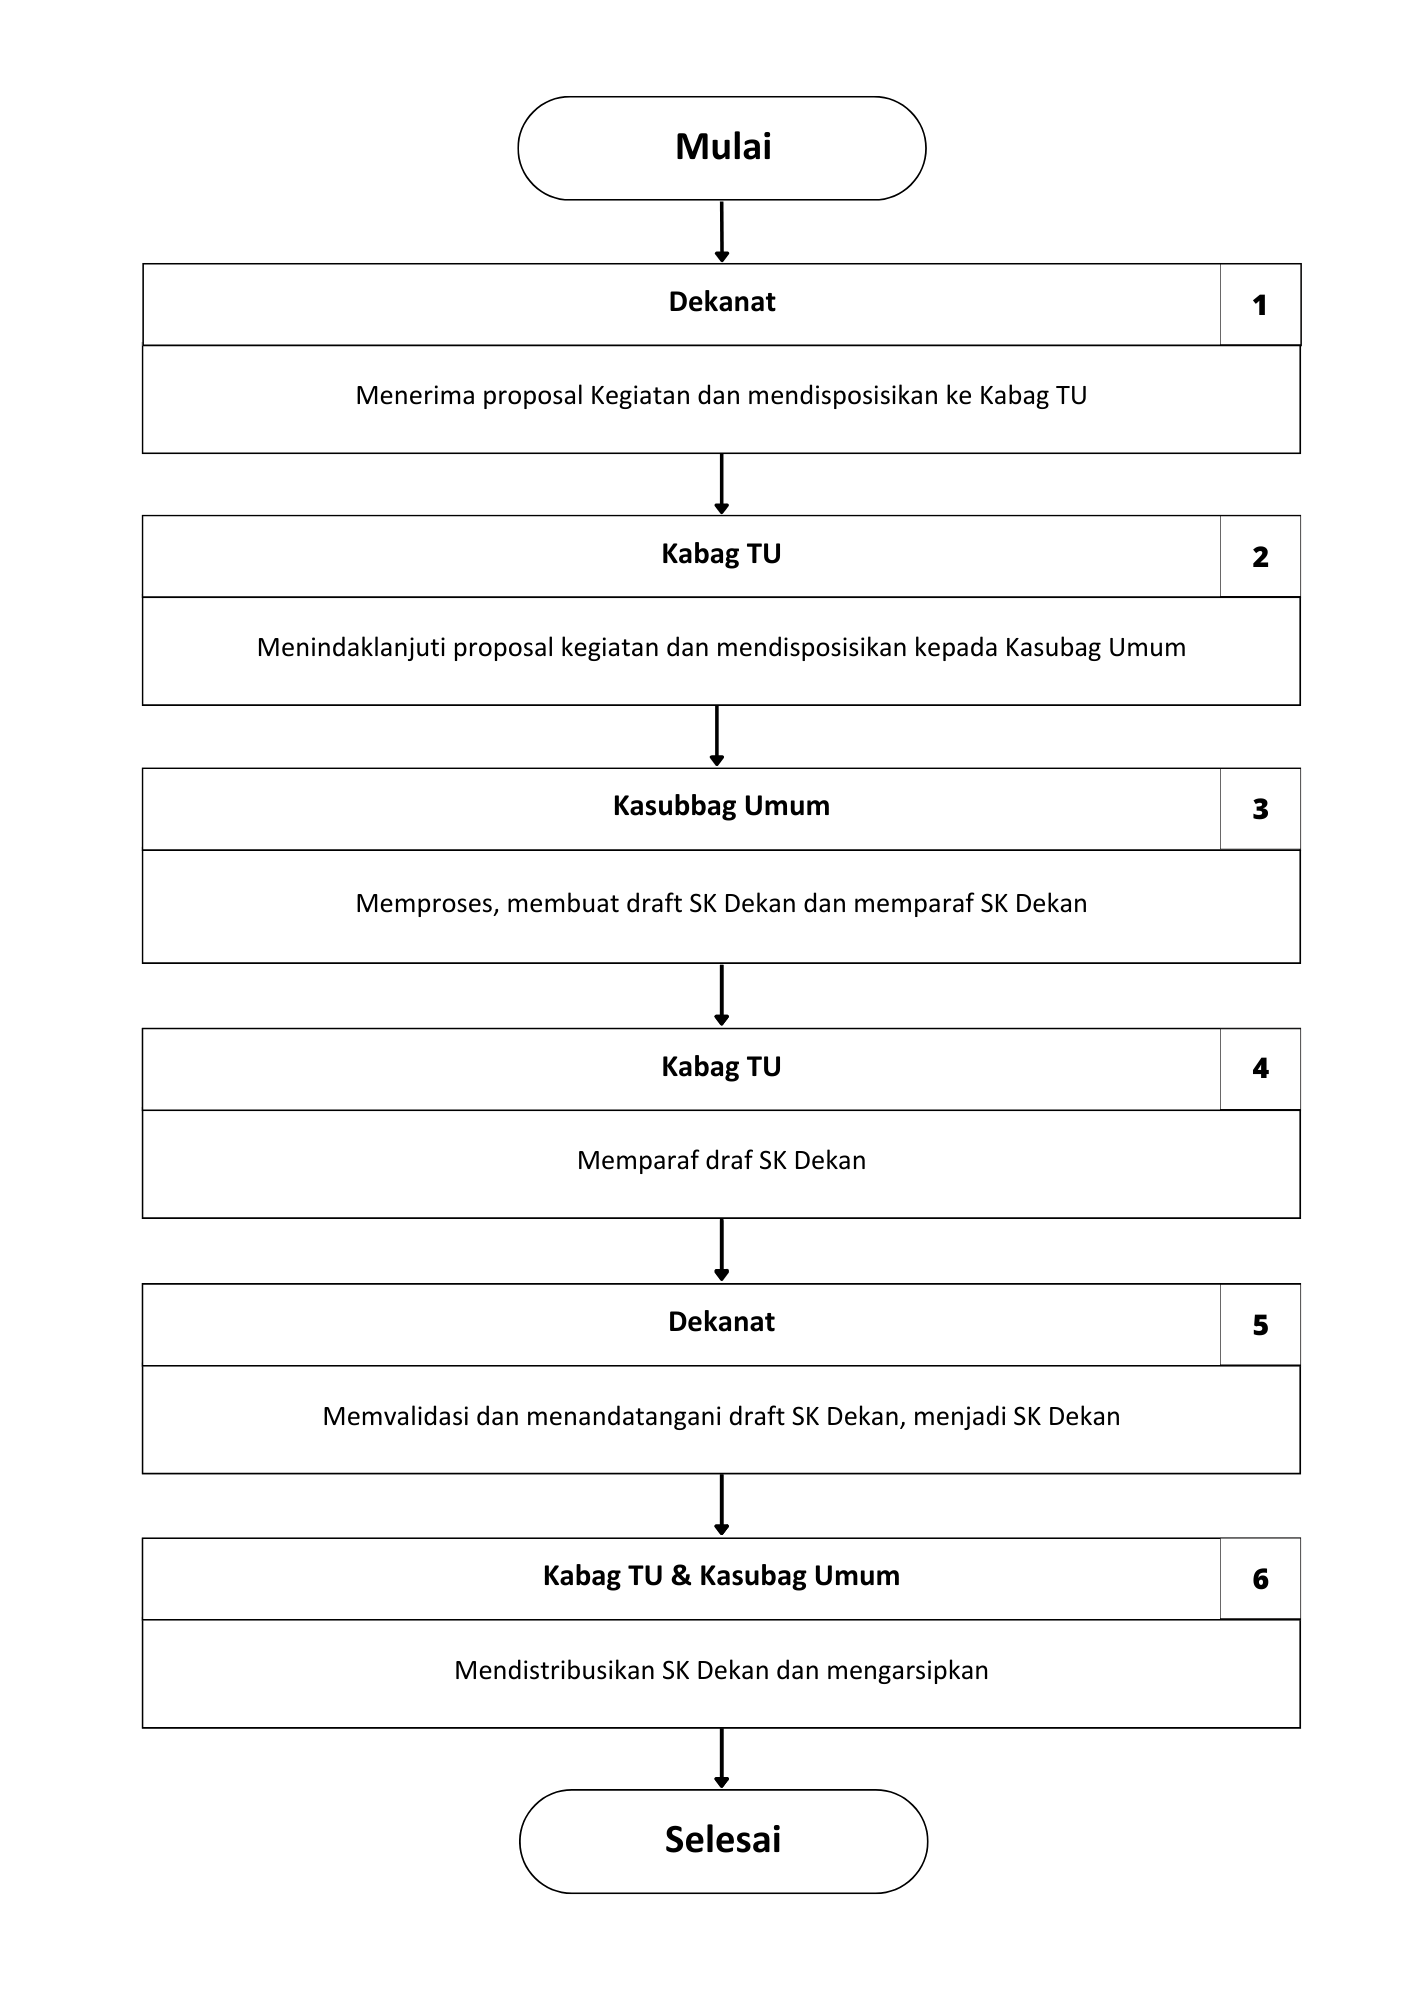 Mulai
Dekanat
1
Menerima proposal Kegiatan dan mendisposisikan ke Kabag TU
Kabag TU
2
Menindaklanjuti proposal kegiatan dan mendisposisikan kepada Kasubag Umum
Kasubbag Umum
3
Memproses, membuat draft SK Dekan dan memparaf SK Dekan
Kabag TU
4
Memparaf draf SK Dekan
Dekanat
5
Memvalidasi dan menandatangani draft SK Dekan, menjadi SK Dekan
Kabag TU & Kasubag Umum
6
Mendistribusikan SK Dekan dan mengarsipkan
Selesai